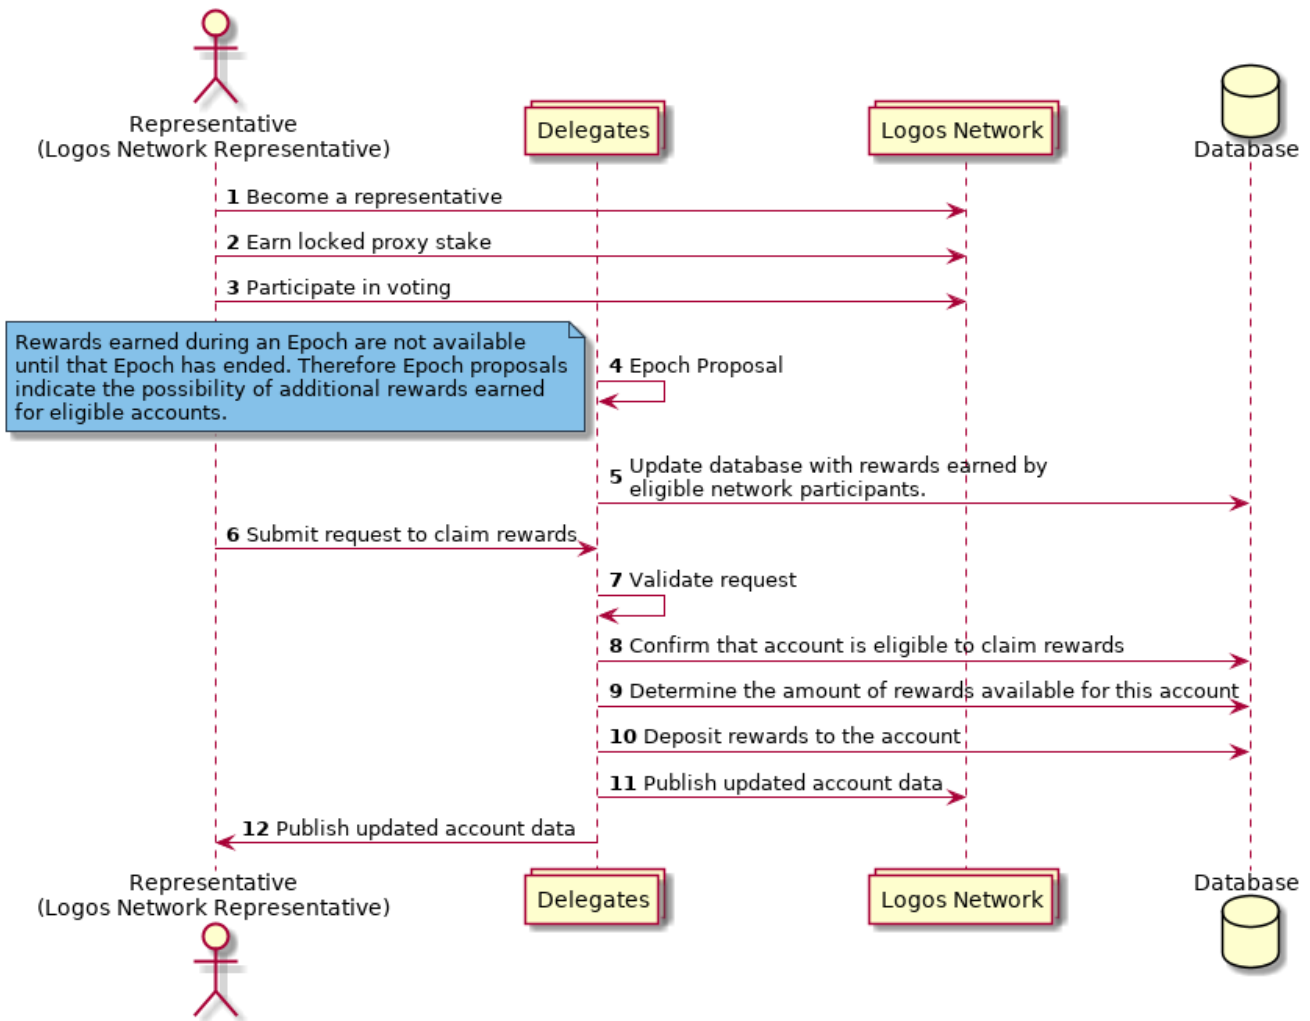 Representative
(Logos Network Representative)
Delegates
Logos Network
Database
1 Become a representative
2 Earn locked proxy stake
3 Participate in voting
Rewards earned during an Epoch are not available
until that Epoch has ended. Therefore Epoch proposals
indicate the possibility of additional rewards earned
for eligible accounts.
4 Epoch Proposal
5 Update database with rewards earned by
eligible network participants.
6 Submit request to claim rewards
7 Validate request
8 Confirm that account is eligible to claim rewards
9 Determine the amount of rewards available for this account
10 Deposit rewards to the account
11 Publish updated account data
12 Publish updated account data
Representative
(Logos Network Representative)
Delegates
Logos Network
Database